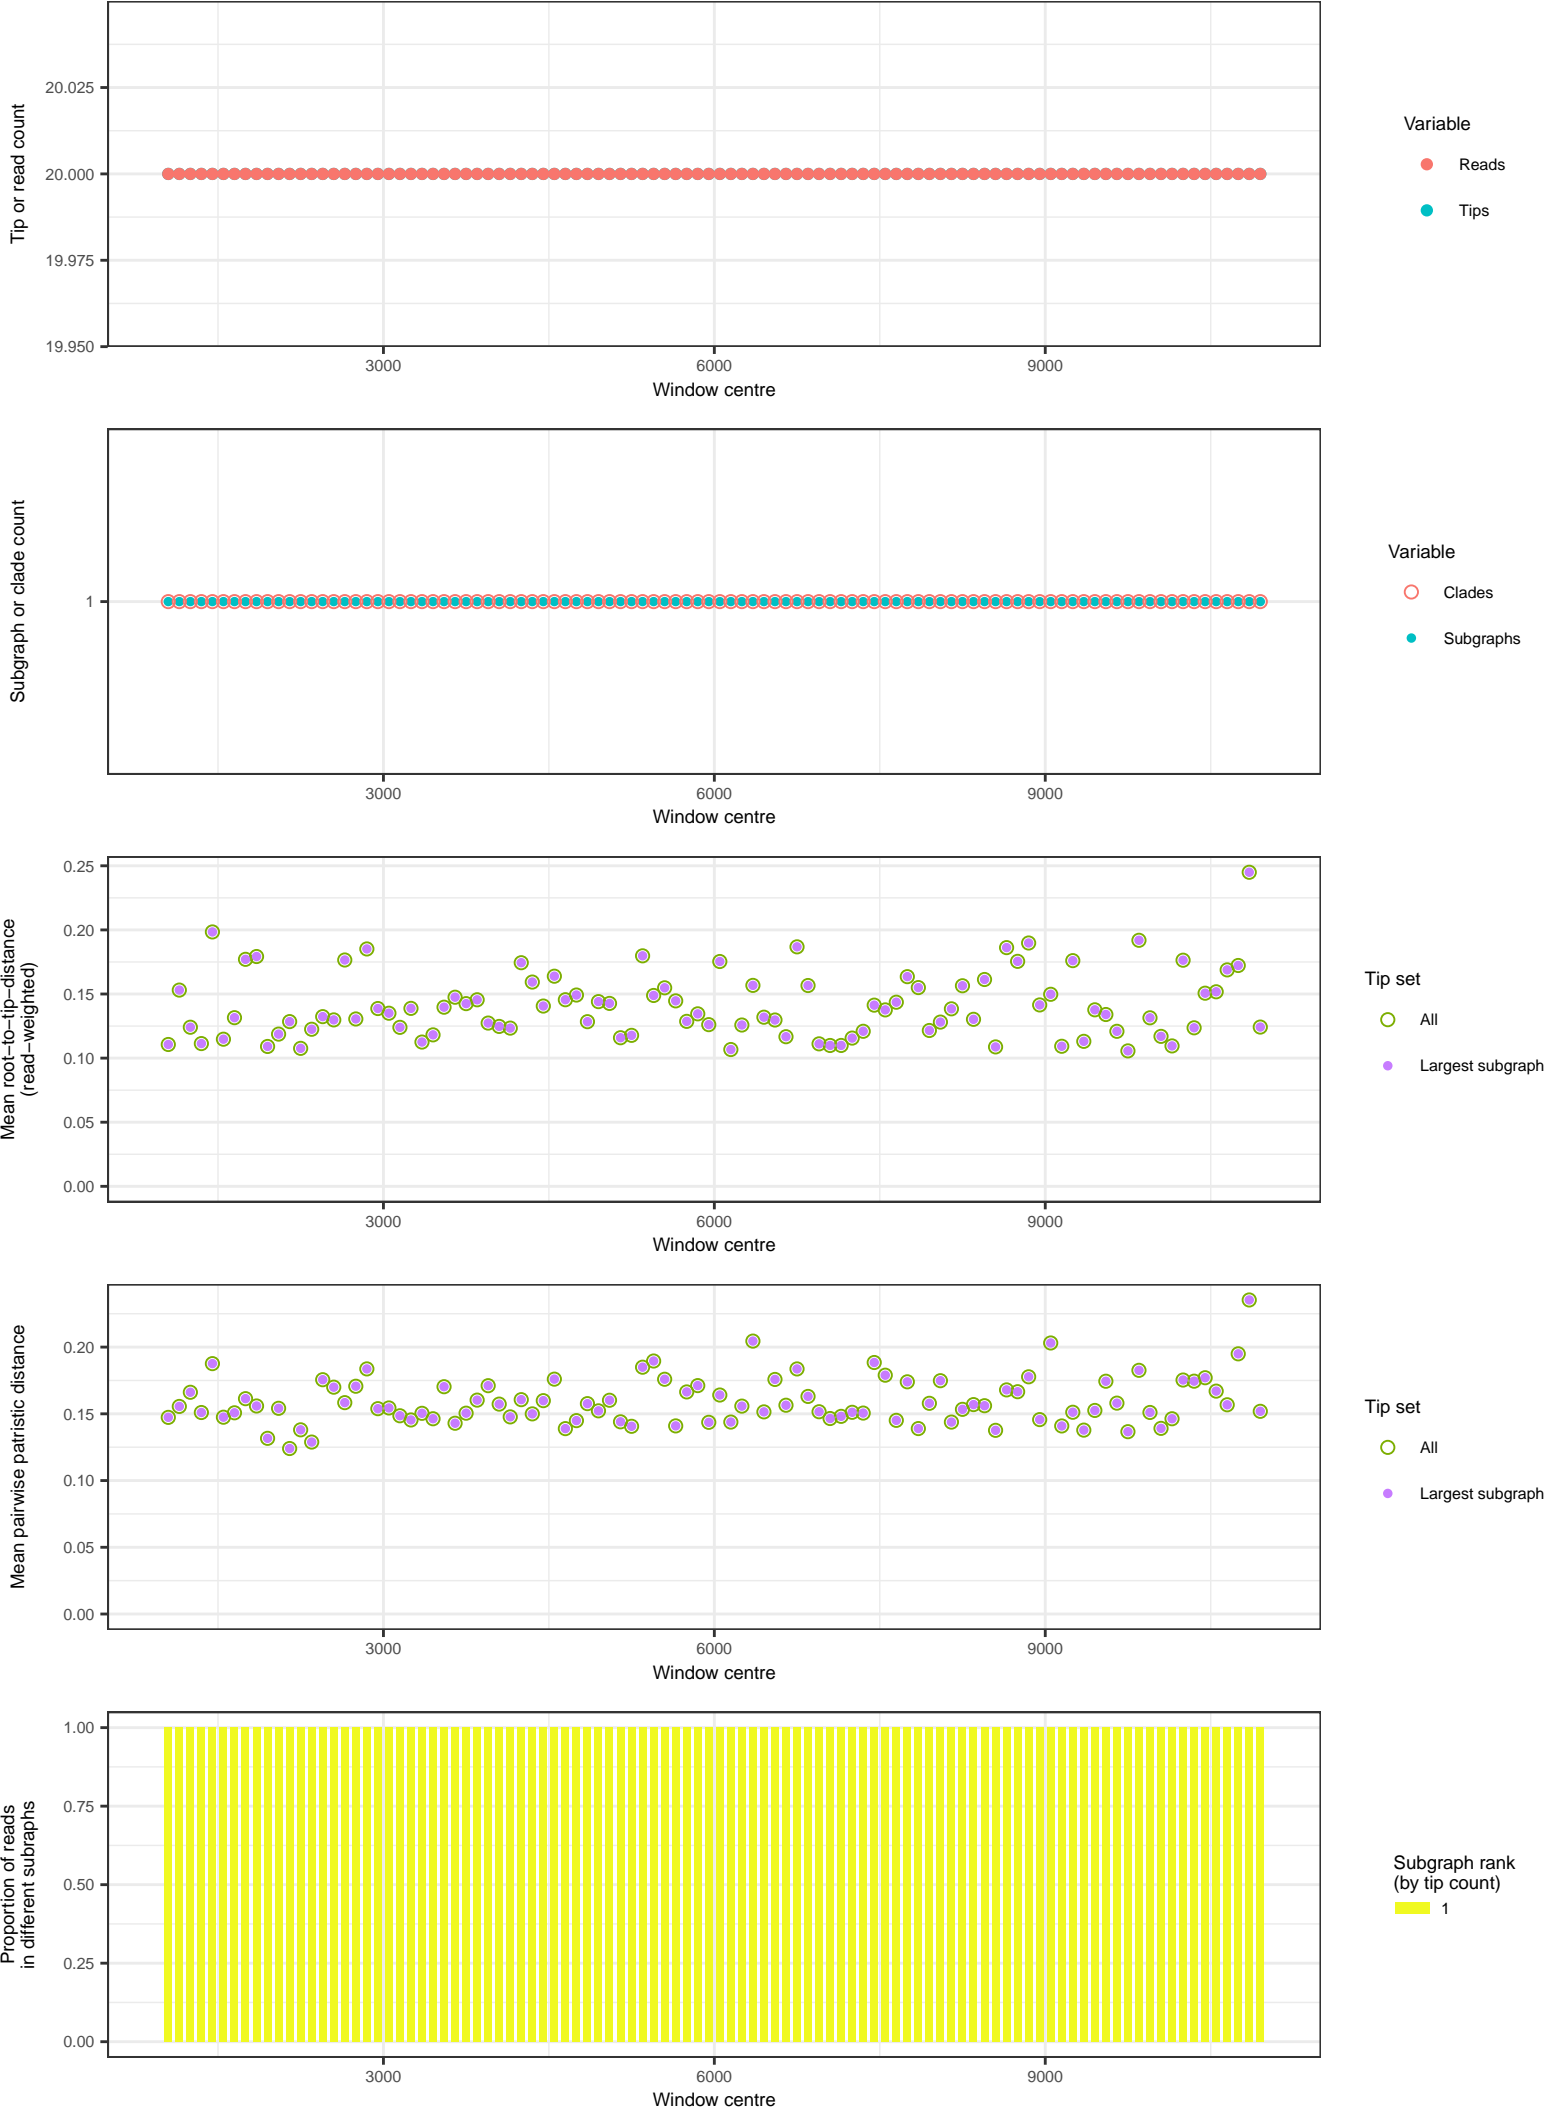 Tip or read count
20.025
20.000
19.975
19.950
3000
6000
9000
Window centre
Variable
Reads
Tips
Subgraph or clade count
1
3000
6000
9000
Window centre
Variable
Clades
Subgraphs
Mean root−to−tip−distance
(read−weighted)
0.25
0.20
0.15
0.10
0.05
0.00
3000
6000
9000
Window centre
Tip set
All
Largest subgraph
Mean pairwise patristic distance
0.20
0.15
0.10
0.05
0.00
3000
6000
9000
Window centre
Tip set
All
Largest subgraph
Proportion of reads
in different subraphs
1.00
0.75
0.50
0.25
0.00
3000
6000
9000
Window centre
Subgraph rank
(by tip count)
1